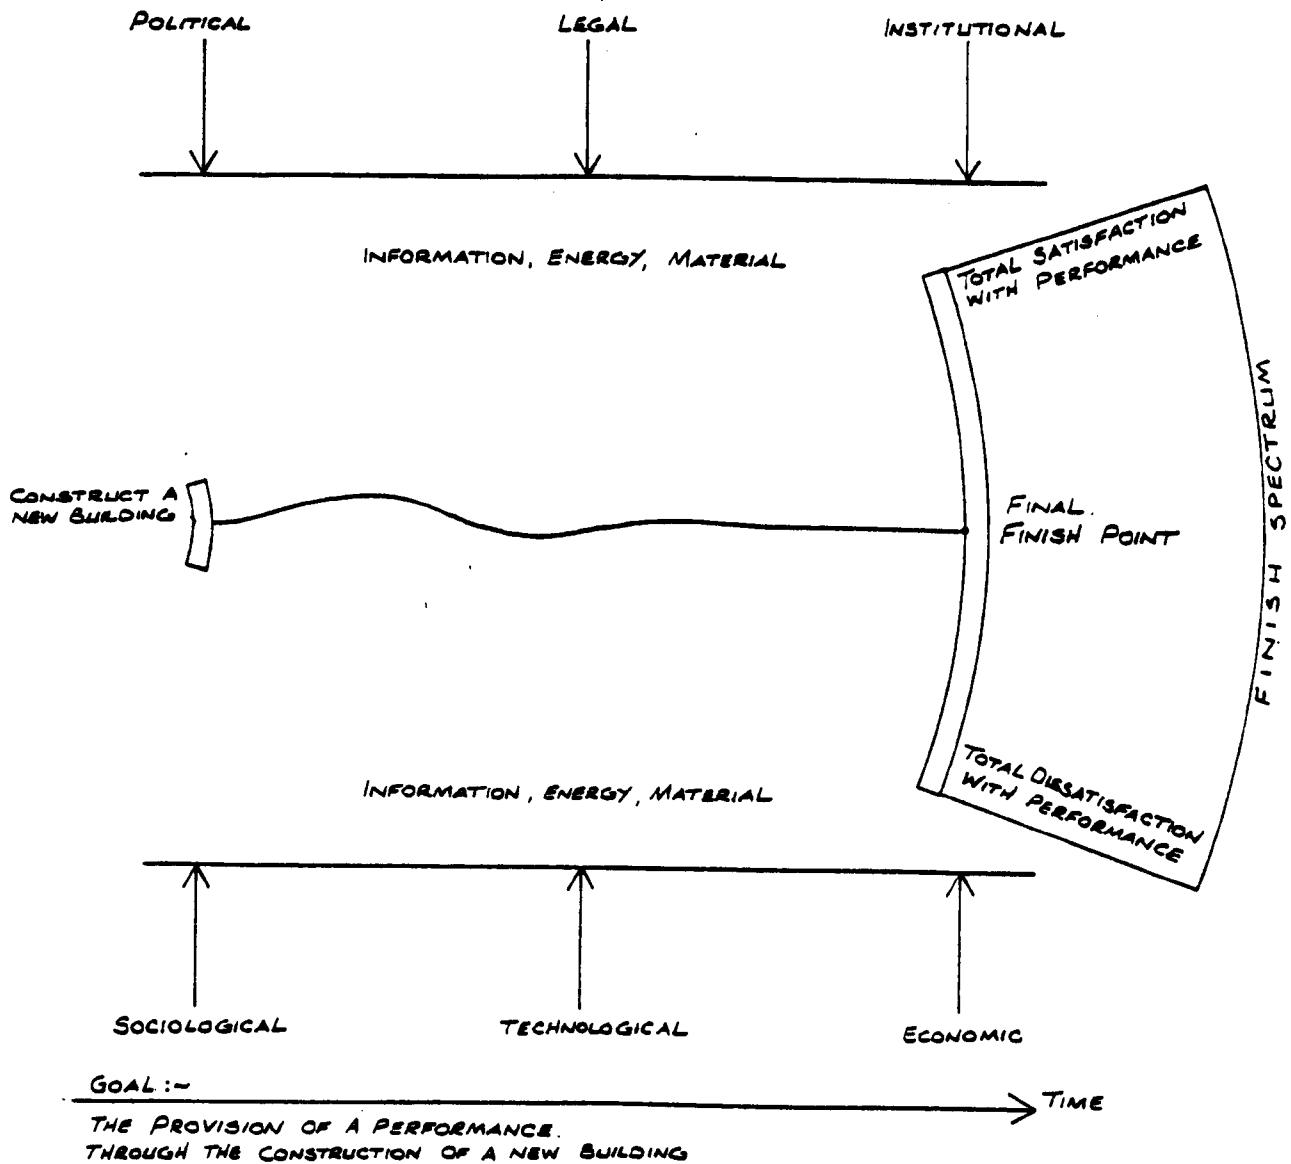 POLITICAL
LEGAL
INSTITUTIONAL
INFORMATION, ENERGY, MATERIAL
TOTAL SATISFACTION
WITH PERFORMANCE
CONSTRUCT A
NEW BUILDING
FINAL.
FINISH POINT
FINISH SPECTRUM
INFORMATION, ENERGY, MATERIAL
TOTAL DISSATISFACTION
WITH PERFORMANCE
SOCIOLOGICAL
TECHNOLOGICAL
ECONOMIC
GOAL :~
TIME
THE PROVISION OF A PERFORMANCE.
THROUGH THE CONSTRUCTION OF A NEW BUILDING